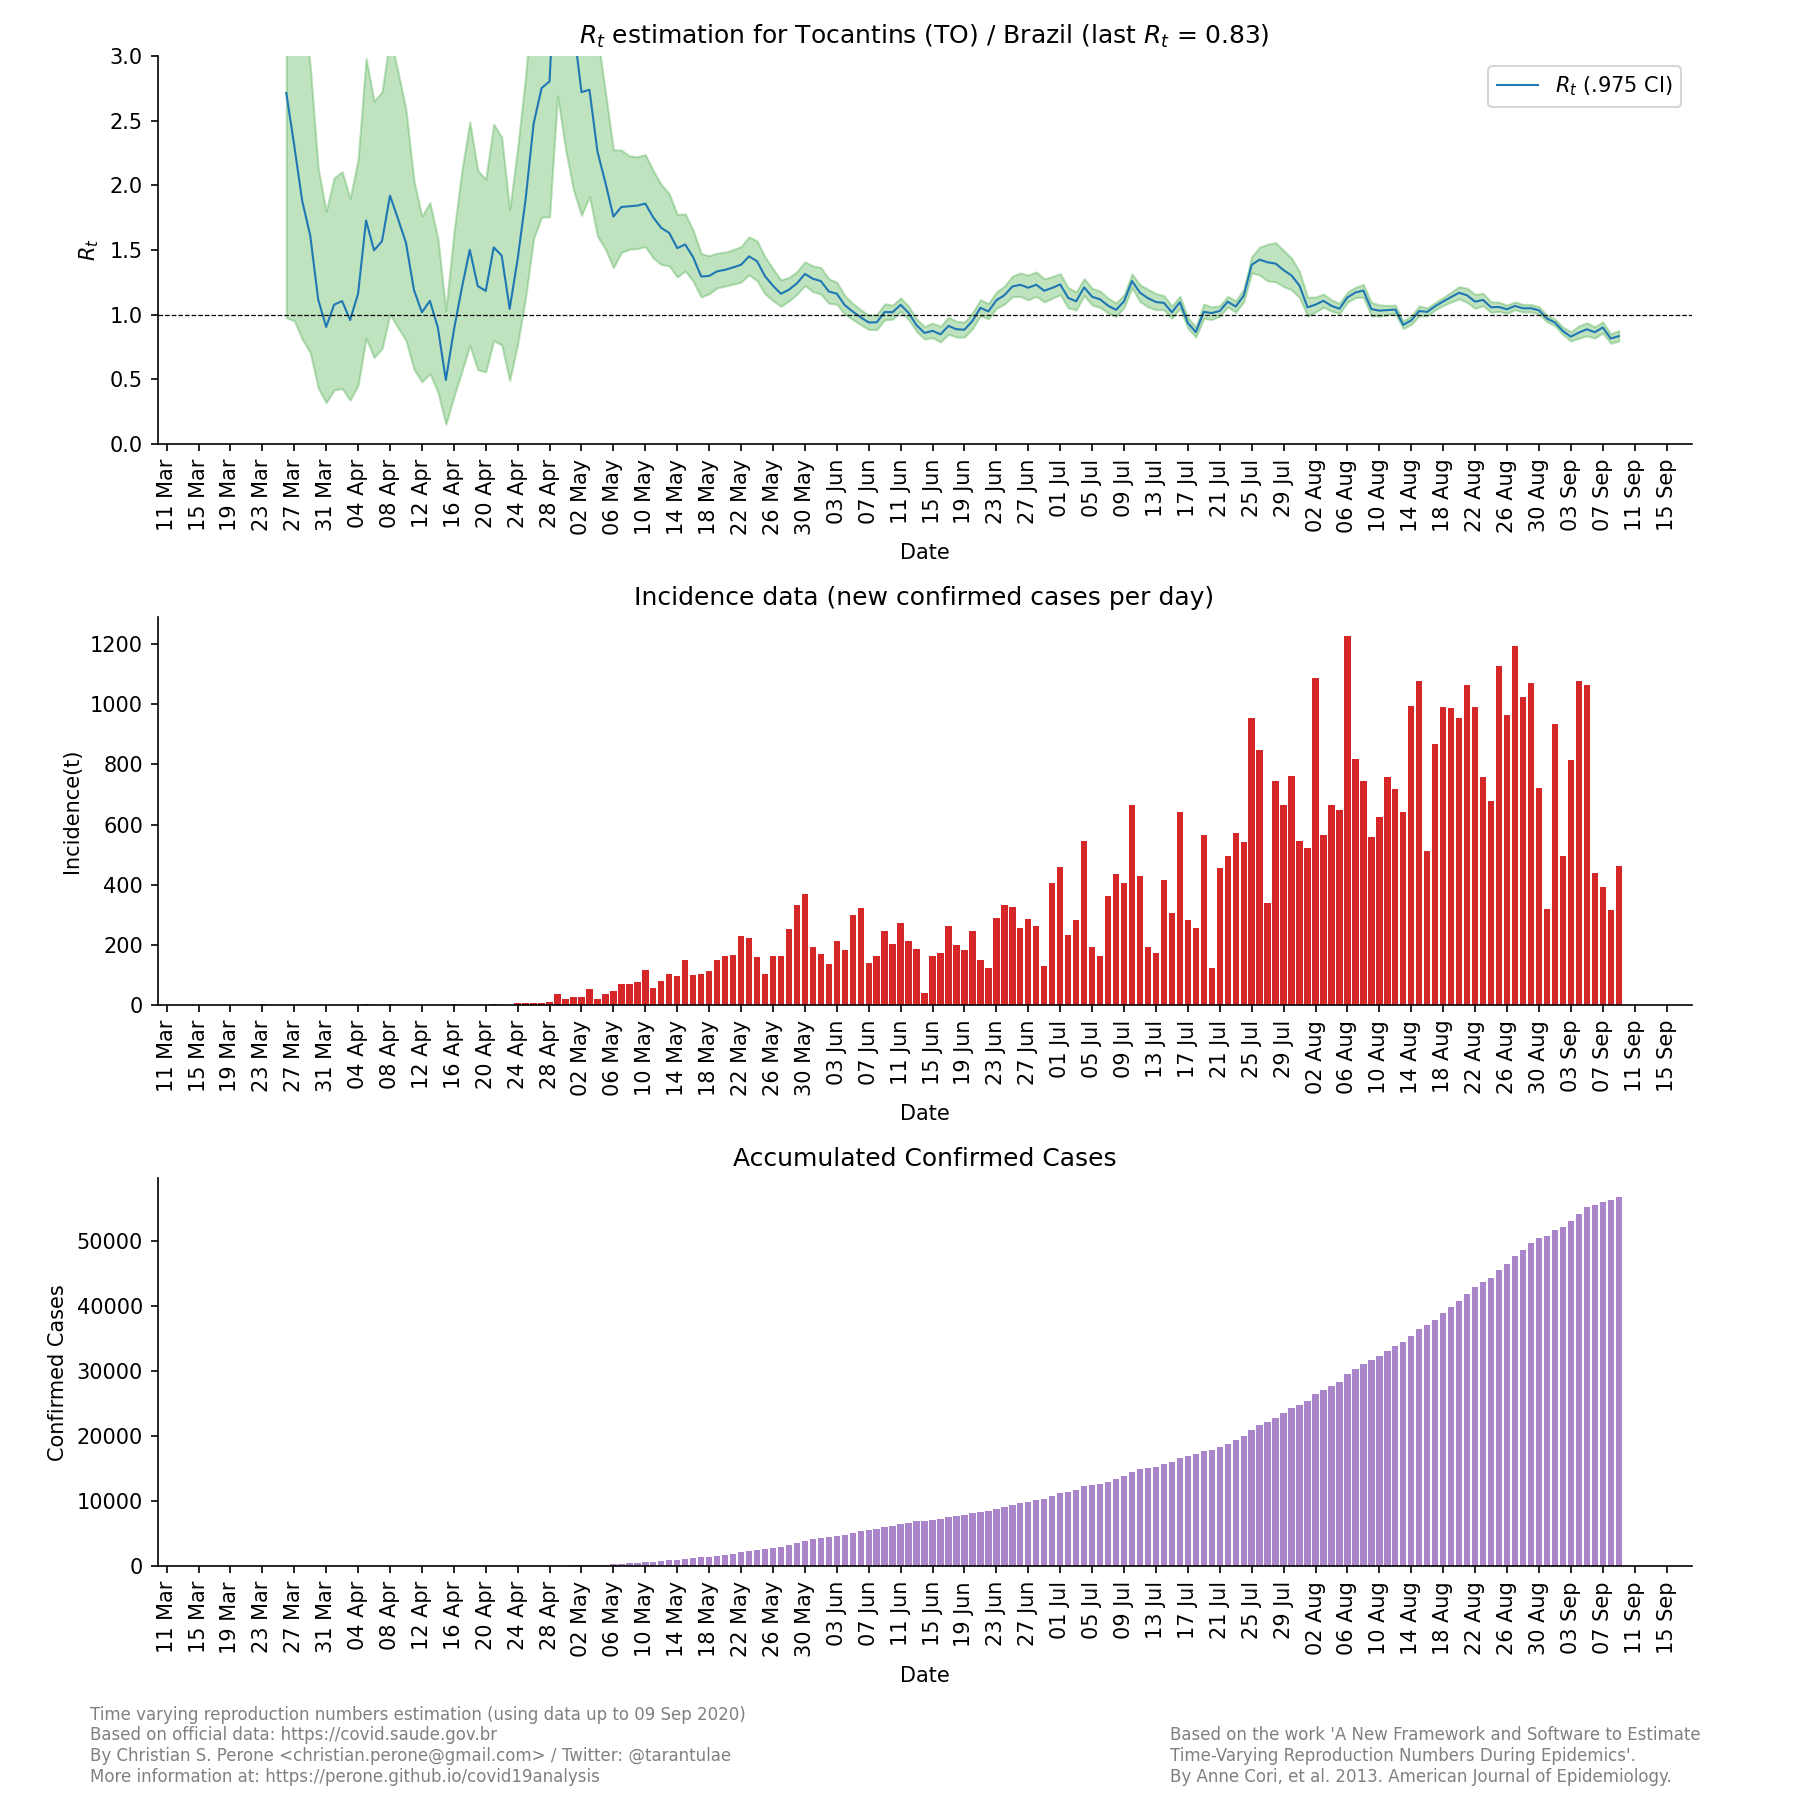 Rt estimation for Tocantins (TO) / Brazil (last Rt = 0.83)
3.0
2.5
2.0
1.5
1.0
0.5
0.0
Rt
Rt (.975 CI)
11 Mar 15 Mar 19 Mar 23 Mar 27 Mar 31 Mar 04 Apr 08 Apr 12 Apr 16 Apr 20 Apr 24 Apr 28 Apr 02 May 06 May 10 May 14 May 18 May 22 May 26 May 30 May 03 Jun 07 Jun 11 Jun 15 Jun 19 Jun 23 Jun 27 Jun 01 Jul 05 Jul 09 Jul 13 Jul 17 Jul 21 Jul 25 Jul 29 Jul 02 Aug 06 Aug 10 Aug 14 Aug 18 Aug 22 Aug 26 Aug 30 Aug 03 Sep 07 Sep 11 Sep 15 Sep
Date
Incidence data (new confirmed cases per day)
1200
1000
800
600
400
200
0
Incidence(t)
11 Mar 15 Mar 19 Mar 23 Mar 27 Mar 31 Mar 04 Apr 08 Apr 12 Apr 16 Apr 20 Apr 24 Apr 28 Apr 02 May 06 May 10 May 14 May 18 May 22 May 26 May 30 May 03 Jun 07 Jun 11 Jun 15 Jun 19 Jun 23 Jun 27 Jun 01 Jul 05 Jul 09 Jul 13 Jul 17 Jul 21 Jul 25 Jul 29 Jul 02 Aug 06 Aug 10 Aug 14 Aug 18 Aug 22 Aug 26 Aug 30 Aug 03 Sep 07 Sep 11 Sep 15 Sep
Date
Accumulated Confirmed Cases
50000
40000
30000
20000
10000
0
Confirmed Cases
11 Mar 15 Mar 19 Mar 23 Mar 27 Mar 31 Mar 04 Apr 08 Apr 12 Apr 16 Apr 20 Apr 24 Apr 28 Apr 02 May 06 May 10 May 14 May 18 May 22 May 26 May 30 May 03 Jun 07 Jun 11 Jun 15 Jun 19 Jun 23 Jun 27 Jun 01 Jul 05 Jul 09 Jul 13 Jul 17 Jul 21 Jul 25 Jul 29 Jul 02 Aug 06 Aug 10 Aug 14 Aug 18 Aug 22 Aug 26 Aug 30 Aug 03 Sep 07 Sep 11 Sep 15 Sep
Date
Time varying reproduction numbers estimation (using data up to 09 Sep 2020)
Based on official data: https://covid.saude.gov.br
By Christian S. Perone <christian.perone@gmail.com> / Twitter: @tarantulae
More information at: https://perone.github.io/covid19analysis
Based on the work 'A New Framework and Software to Estimate
Time-Varying Reproduction Numbers During Epidemics'.
By Anne Cori, et al. 2013. American Journal of Epidemiology.